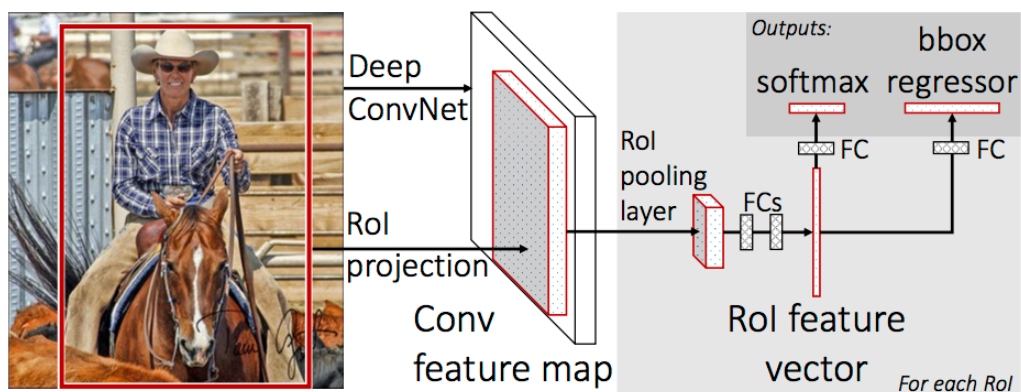 Deep
ConvNet
RoI
projection
Conv
feature map
RoI
pooling
layer
FCs
RoI feature
vector
Outputs:
softmax
bbox
regressor
FC
FC
For each RoI